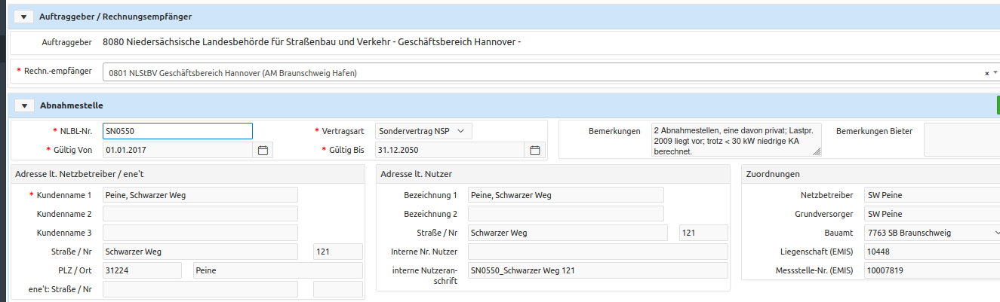 Auftraggeber / Rechnungsempfänger
Auftraggeber 8080 Niedersächsische Landesbehörde für Straßenbau und Verkehr - Geschäftsbereich Hannover -
* Rechn.-empfänger 0801 NLStBV Geschäftsbereich Hannover (AM Braunschweig Hafen)
Abnahmestelle
* NLBL-Nr. SN0550 * Vertragsart Sondervertrag NSP
* Gültig Von 01.01.2017 * Gültig Bis 31.12.2050
Bemerkungen 2 Abnahmestellen, eine davon privat; Lastpr.
2009 liegt vor; trotz < 30 kW niedrige KA
berechnet.
Bemerkungen Bieter
Adresse lt. Netzbetreiber / ene't
* Kundenname 1 Peine, Schwarzer Weg
Kundenname 2
Kundenname 3
Straße / Nr Schwarzer Weg 121
PLZ / Ort 31224 Peine
ene't: Straße / Nr
Adresse lt. Nutzer
Bezeichnung 1 Peine, Schwarzer Weg
Bezeichnung 2
Straße / Nr Schwarzer Weg 121
Interne Nr. Nutzer
interne Nutzeran-
schrift SN0550_Schwarzer Weg 121
Zuordnungen
Netzbetreiber SW Peine
Grundversorger SW Peine
Bauamt 7763 SB Braunschweig
Liegenschaft (EMIS) 10448
Messstelle-Nr. (EMIS) 10007819